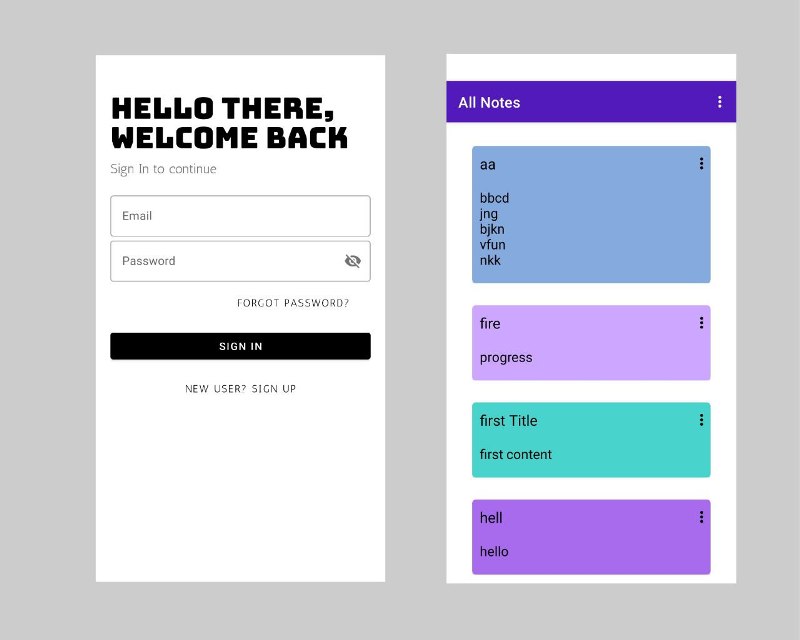 HELLO THERE,
WELCOME BACK
Sign In to continue
Email
Password
FORGOT PASSWORD?
SIGN IN
NEW USER? SIGN UP
All Notes
aa
bbcd
jng
bjkn
vfun
nkk
fire
progress
first Title
first content
hell
hello